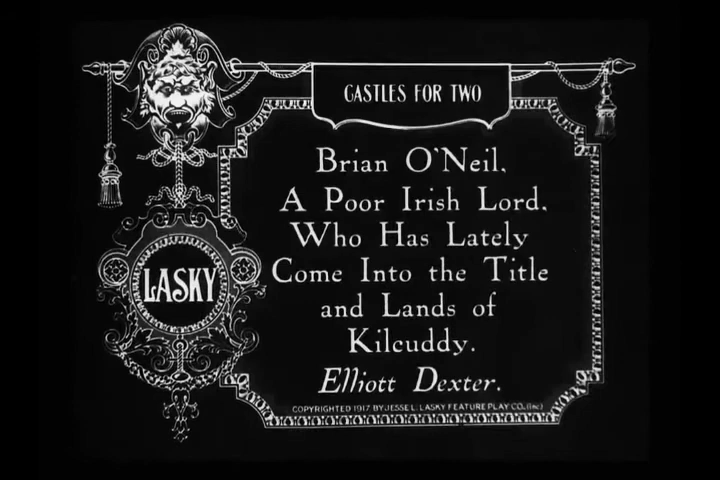 CASTLES FOR TWO
Brian O'Neil,
A Poor Irish Lord,
Who Has Lately
Come Into the Title
and Lands of
Kilcuddy.
Elliott Dexter.
LASKY
COPYRIGHTED 1917 BY JESSE L. LASKY FEATURE PLAY CO., (Inc)